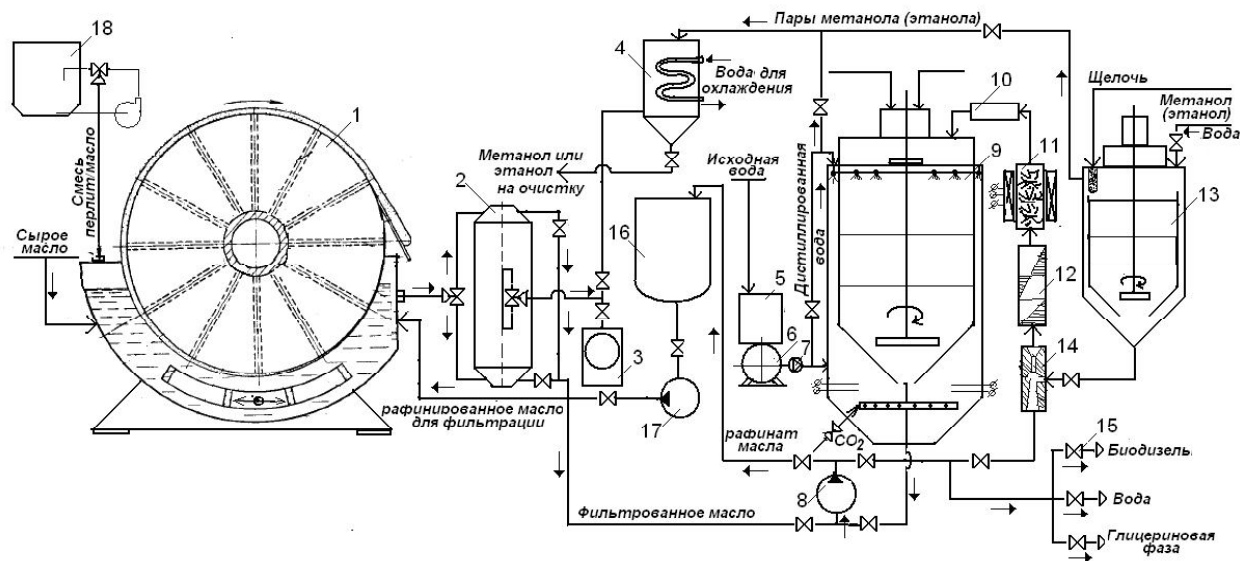 18
Пары метанола (этанола)
4
Вода для
охлаждения
10
Щелочь
Метанол
(этанол)
Вода
1
Смесь
перлит/масло
Метанол или
этанол
на очистку
Исходная
вода
9
11
2
13
Сырое
масло
16
Дистиллированная
вода
12
5
6
7
3
14
рафинированное масло
для фильтрации
17
рафинат
масла
CO2
15
Биодизель
8
Вода
Фильтрованное масло
Глицериновая
фаза